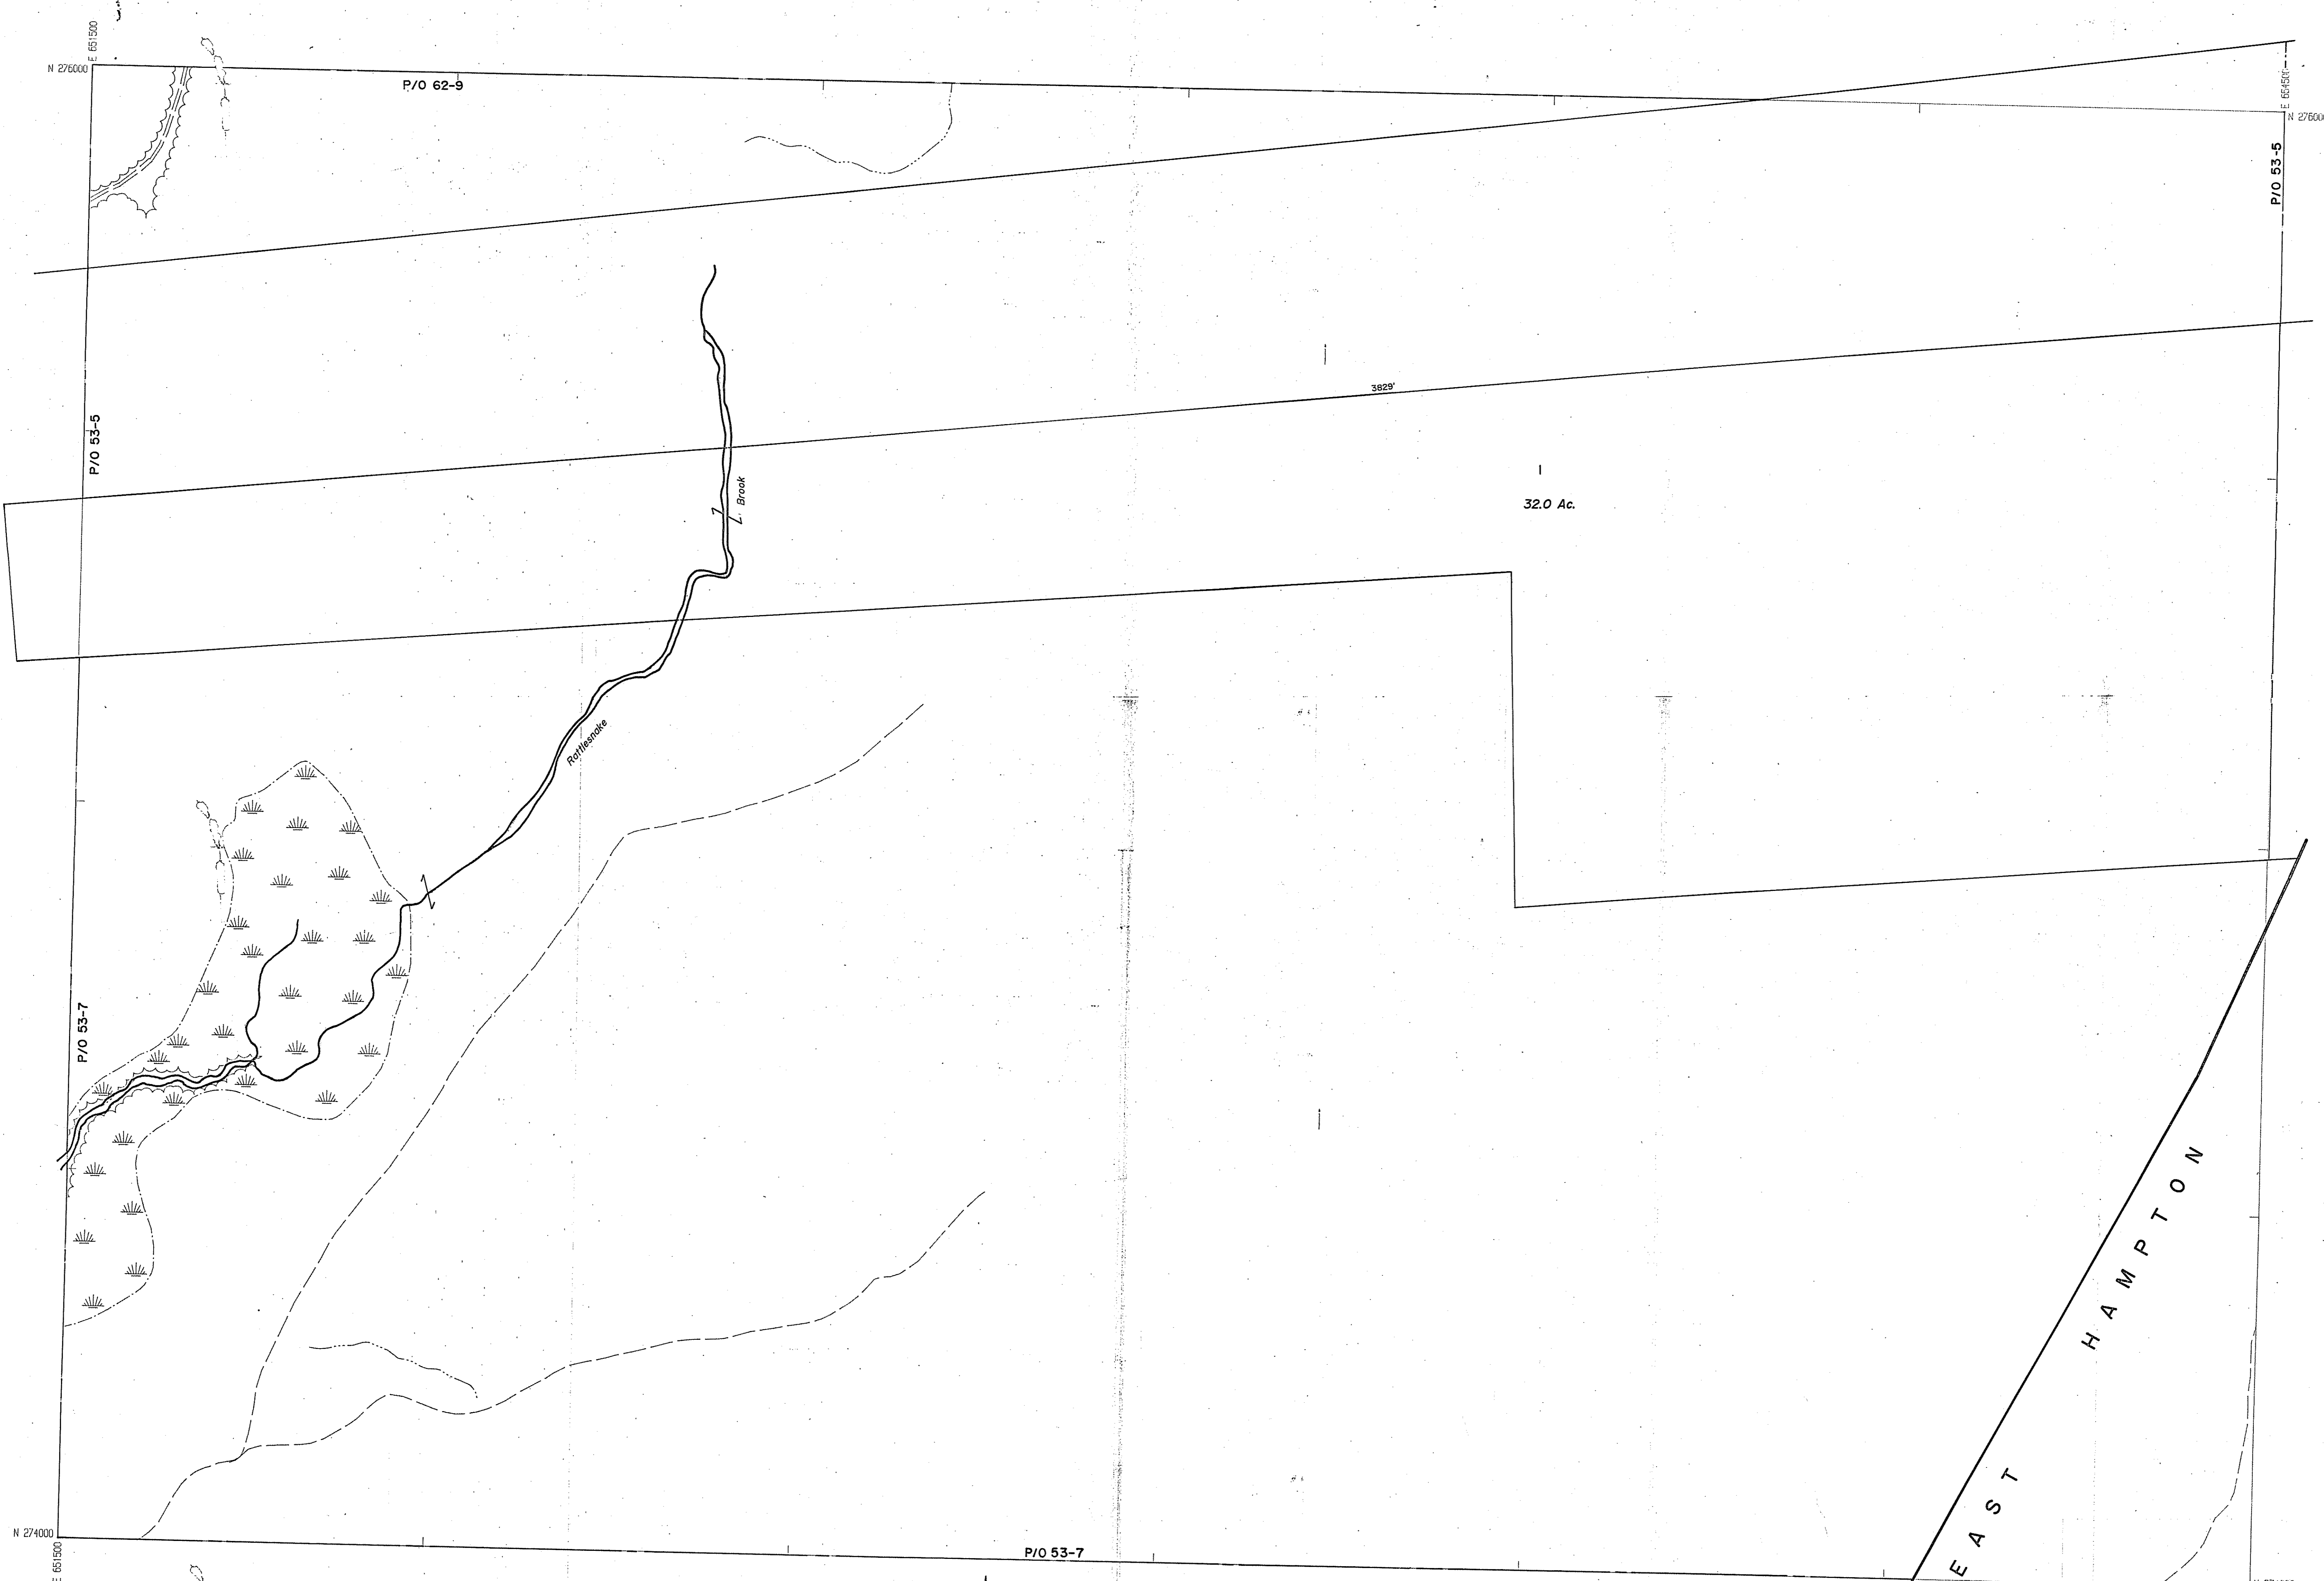 E 651500
N 276000
P/O 62-9
E 654500
N 27600
P/O 53-5
3829'
P/O 53-5
Brook
1
32.0 Ac.
Rattlesnake
P/O 53-7
EAST HAMPTON
N 274000
E 651500
P/O 53-7